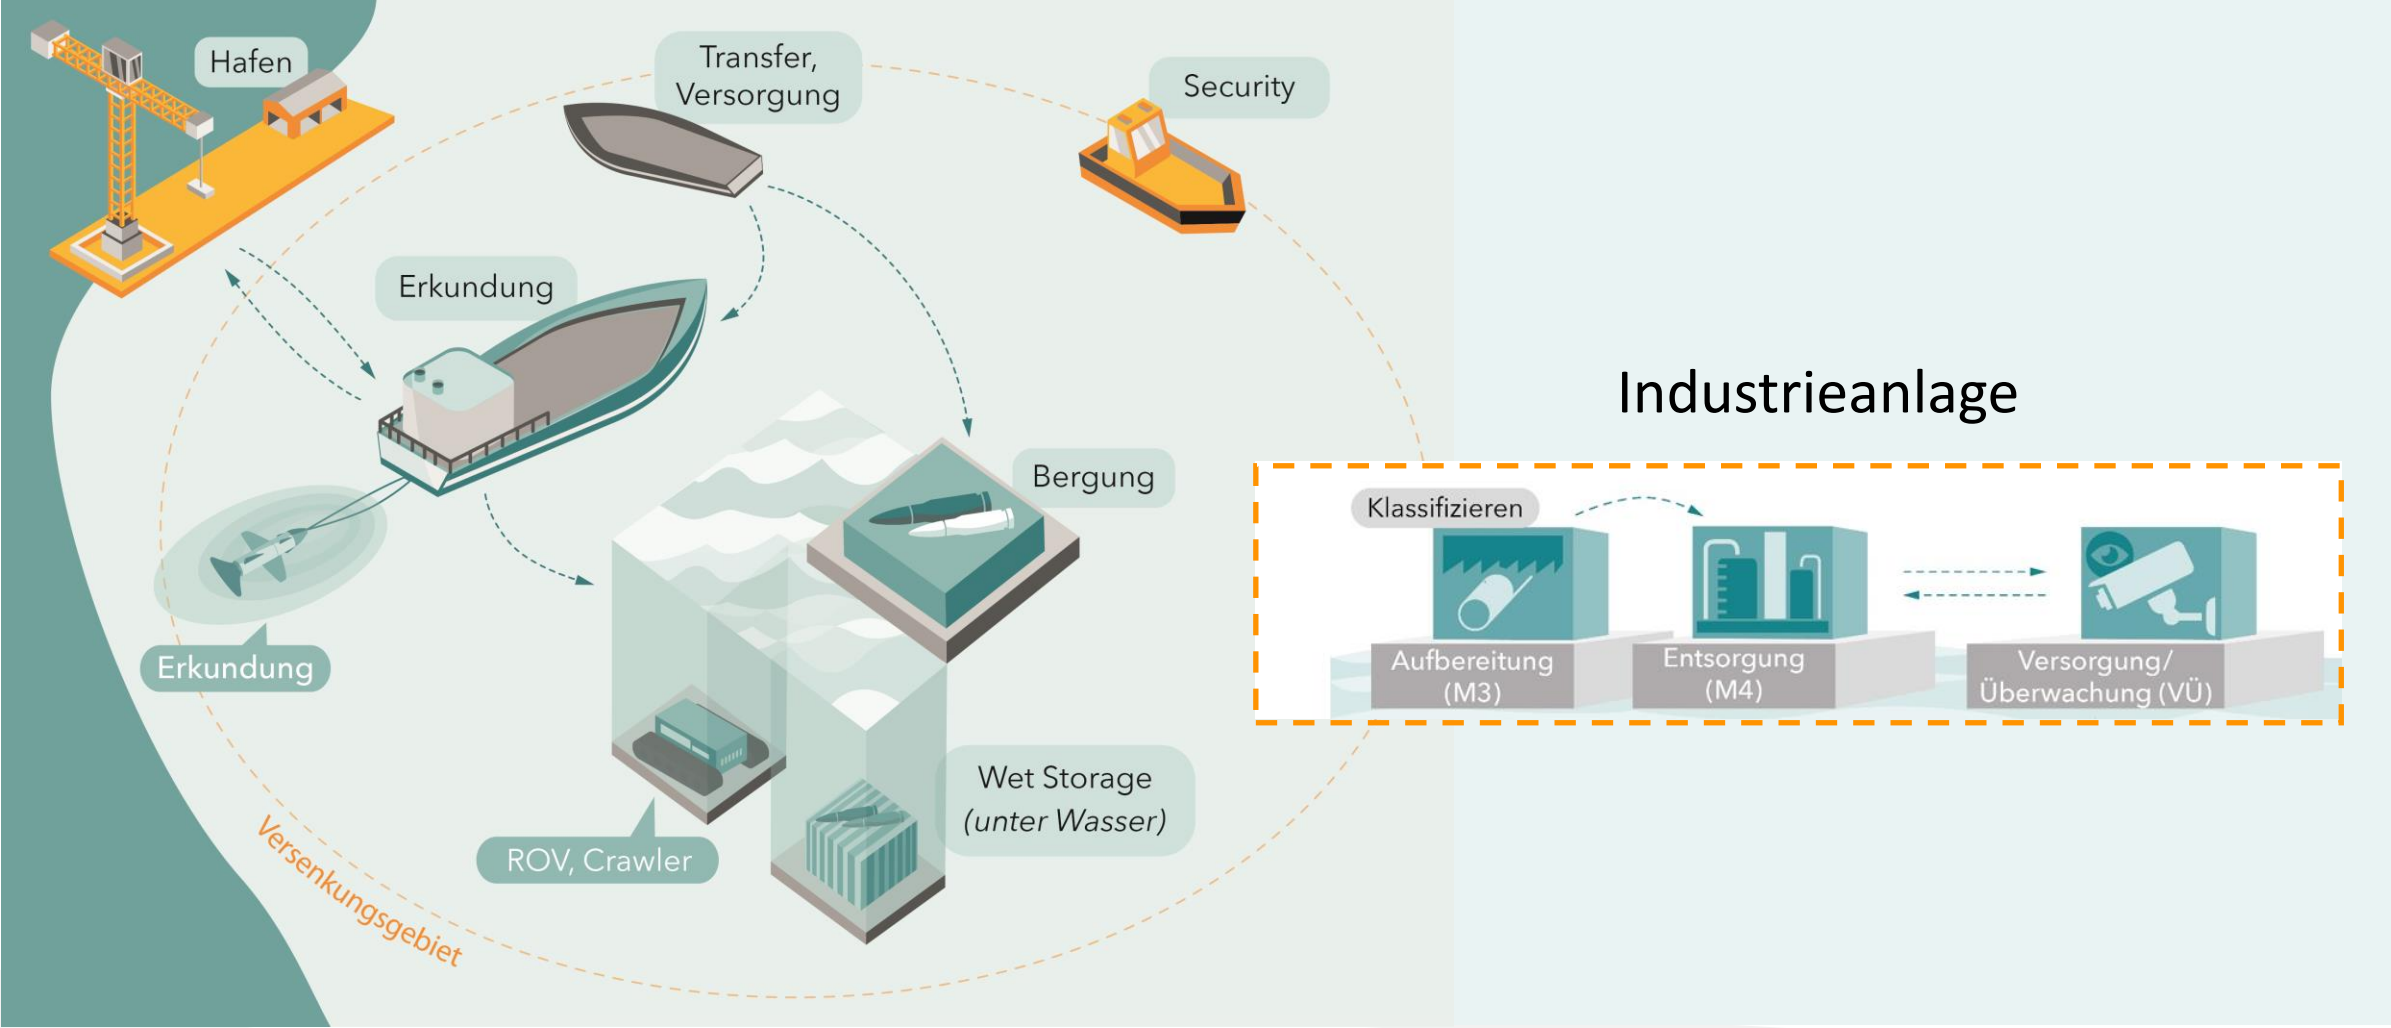 Hafen
Transfer,
Versorgung
Security
Erkundung
Industrieanlage
Bergung
Klassifizieren
Erkundung
Aufbereitung
(M3)
Entsorgung
(M4)
Versorgung/
Überwachung (VÜ)
Wet Storage
(unter Wasser)
ROV, Crawler
Versenkungsgebiet